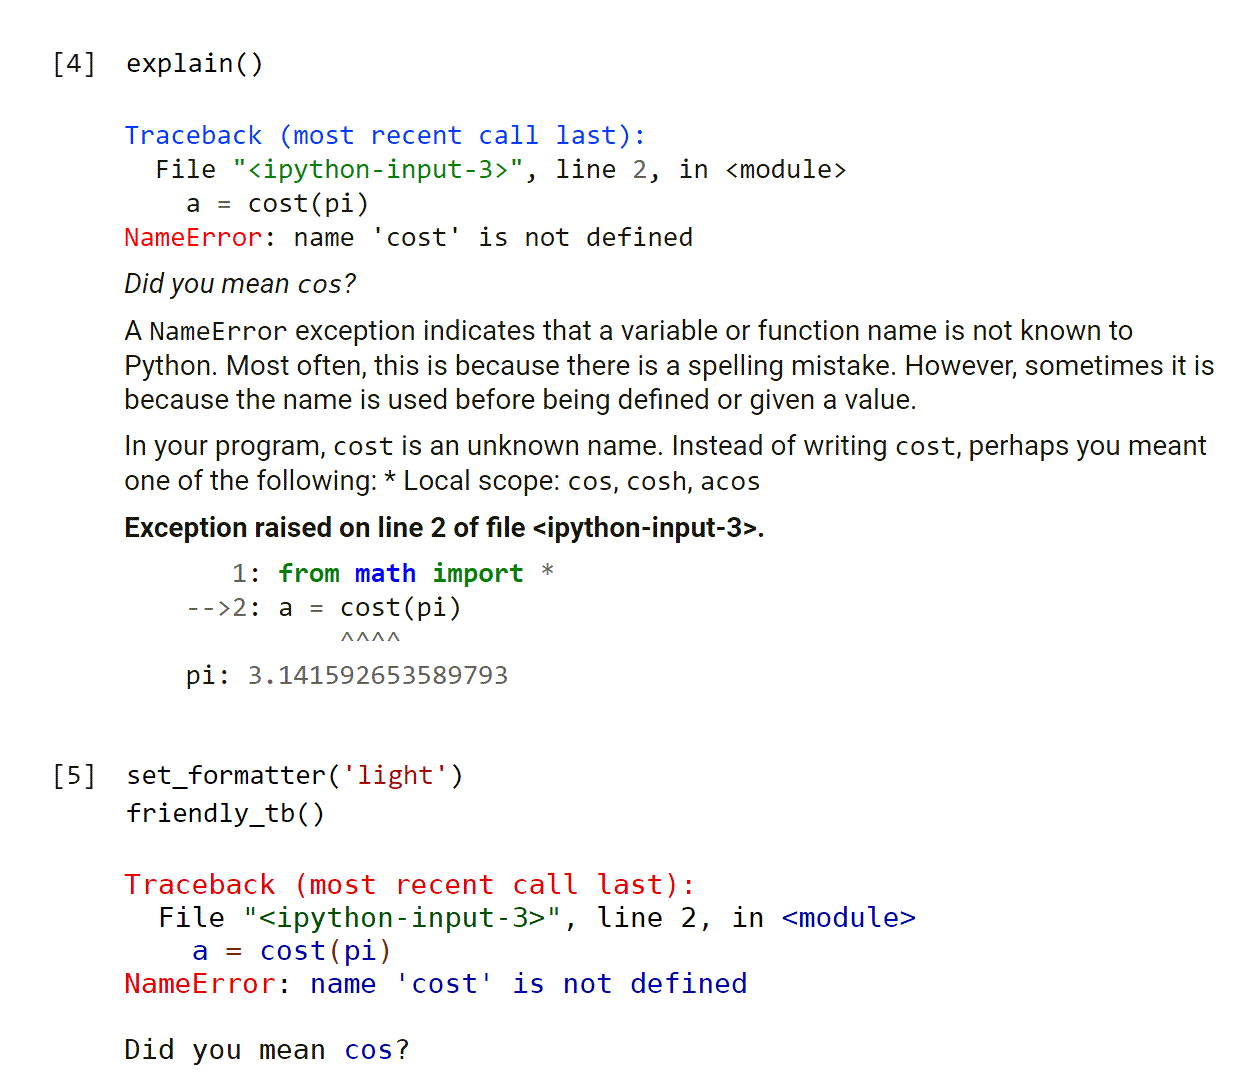 [4] explain()
Traceback (most recent call last):
  File "<ipython-input-3>", line 2, in <module>
    a = cost(pi)
NameError: name 'cost' is not defined
Did you mean cos?
A NameError exception indicates that a variable or function name is not known to
Python. Most often, this is because there is a spelling mistake. However, sometimes it is
because the name is used before being defined or given a value.
In your program, cost is an unknown name. Instead of writing cost, perhaps you meant
one of the following: * Local scope: cos, cosh, acos
Exception raised on line 2 of file <ipython-input-3>.
   1: from math import *
-->2: a = cost(pi)
          ^^^^
pi: 3.141592653589793
[5] set_formatter('light')
friendly_tb()
Traceback (most recent call last):
  File "<ipython-input-3>", line 2, in <module>
    a = cost(pi)
NameError: name 'cost' is not defined
Did you mean cos?